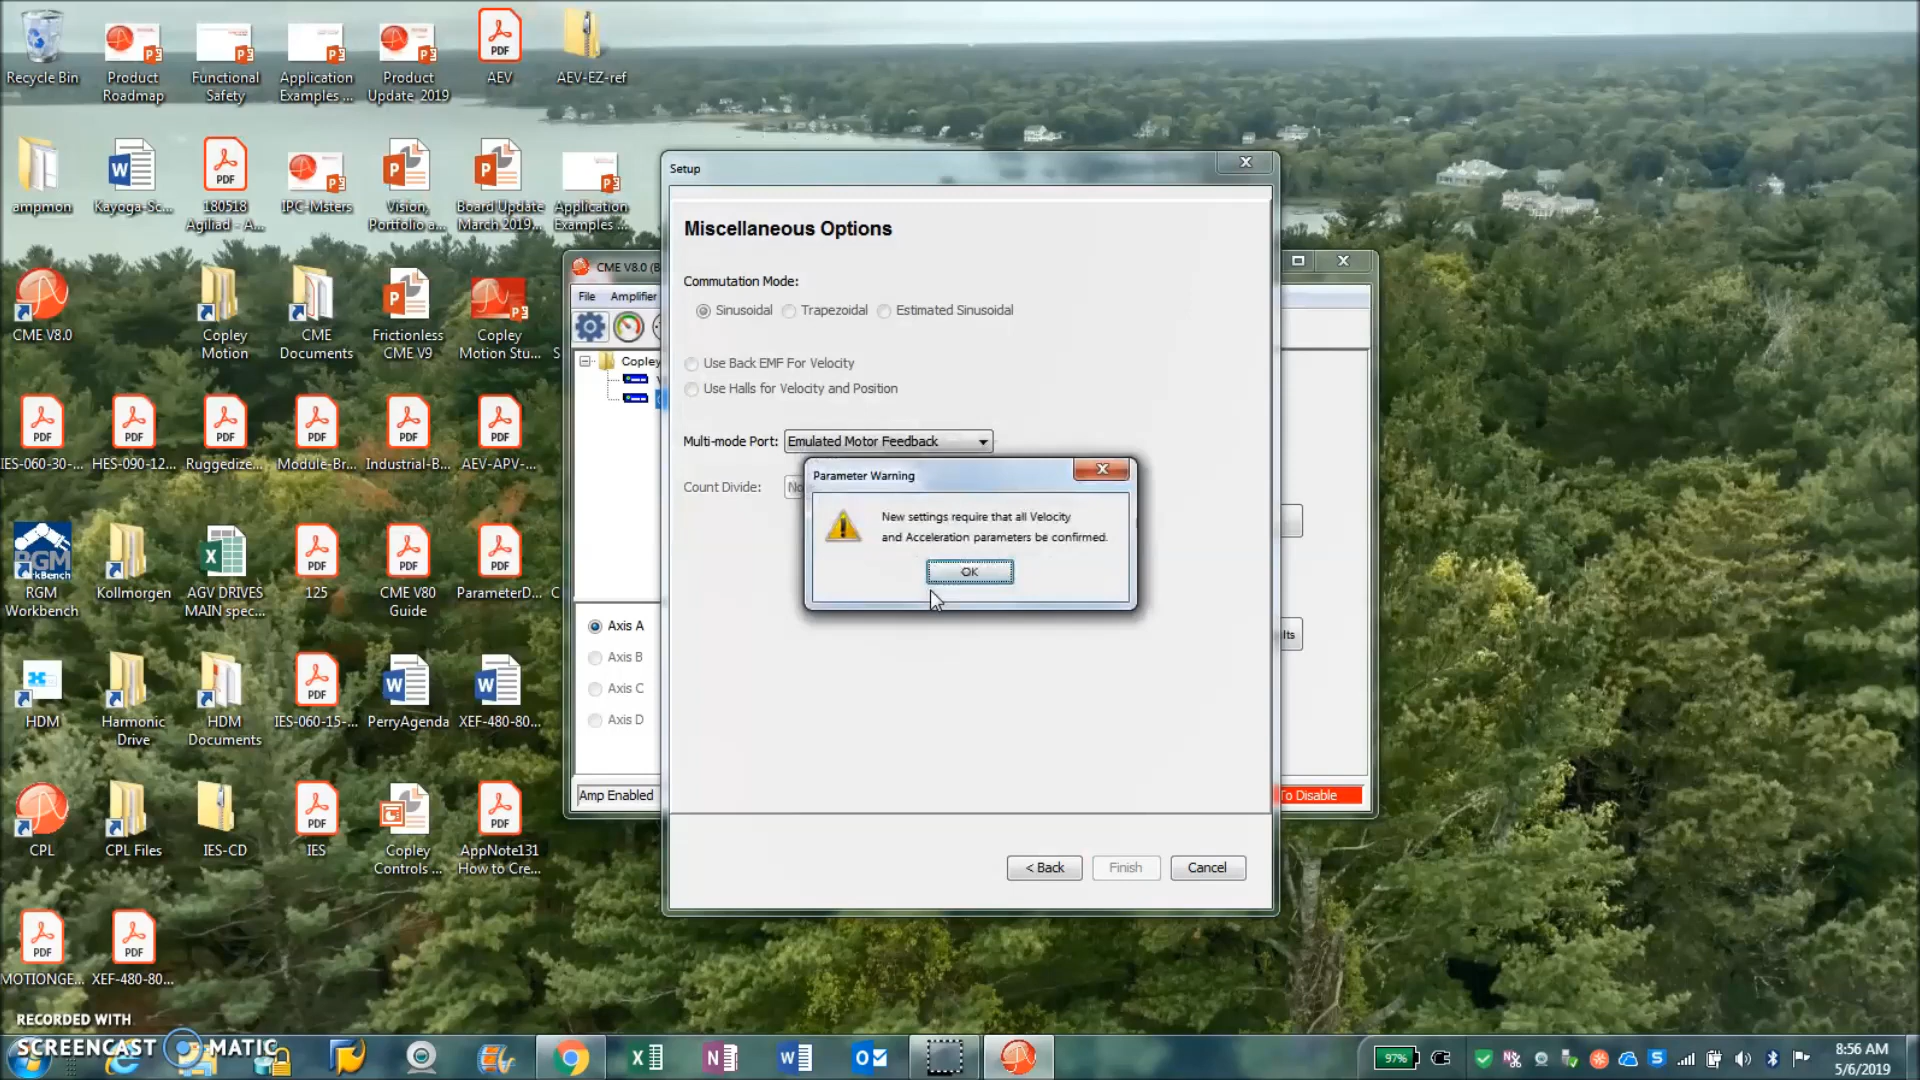 Recycle Bin
Product
Roadmap
Functional
Safety
Application
Examples ...
Product
Update_2019
AEV
AEV-EZ-ref
ampmon
Kayoga-Sc...
180518
Agiliad - A...
IPC-Msters
Vision,
Portfolio a...
Board Update
March 2019...
Application
Examples ...
CME V8.0
Copley
Motion
CME
Documents
Frictionless
CME V9
Copley
Motion Stu...
S
IES-060-30-...
HES-090-12...
Ruggedize...
Module-Br...
Industrial-B...
AEV-APV-...
RGM
WorkBench
RGM
Workbench
Kollmorgen
AGV DRIVES
MAIN spec...
125
CME V80
Guide
ParameterD...
C
HDM
Harmonic
Drive
HDM
Documents
IES-060-15-...
PerryAgenda
XEF-480-80...
CPL
CPL Files
IES-CD
IES
Copley
Controls ...
AppNote131
How to Cre...
MOTIONGE...
XEF-480-80...
CME V8.0 (B
File
Amplifier
Copley
Axis A
Axis B
Axis C
Axis D
Amp Enabled
To Disable
lts
Setup
Miscellaneous Options
Commutation Mode:
Sinusoidal
Trapezoidal
Estimated Sinusoidal
Use Back EMF For Velocity
Use Halls for Velocity and Position
Multi-mode Port:
Emulated Motor Feedback
Count Divide:
No
Parameter Warning
New settings require that all Velocity
and Acceleration parameters be confirmed.
OK
< Back
Finish
Cancel
RECORDED WITH
SCREENCAST MATIC
97%
8:56 AM
5/6/2019